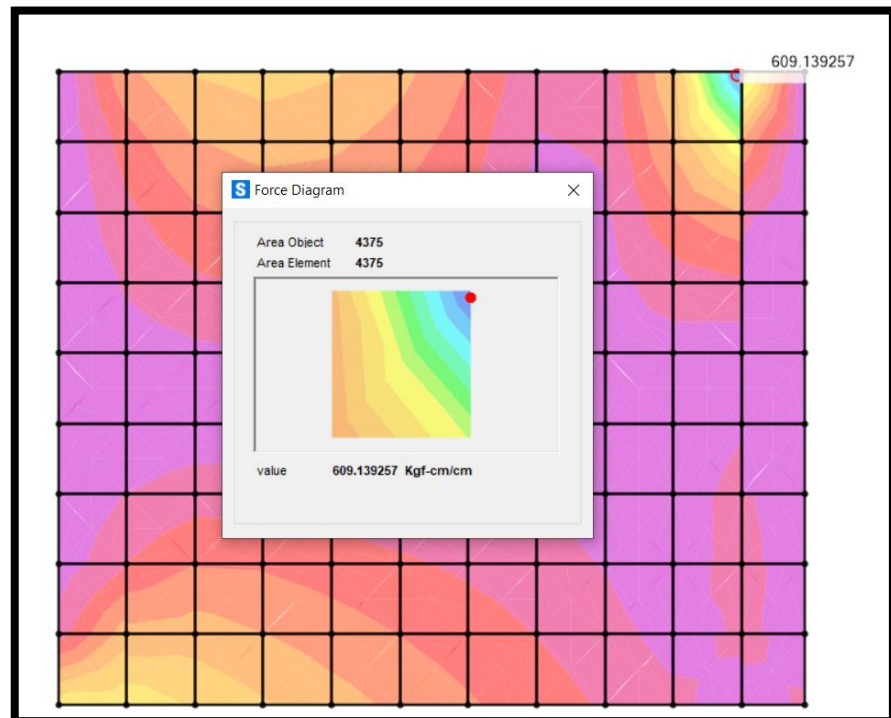 609.139257
S Force Diagram
Area Object 4375
Area Element 4375
value 609.139257 Kgf-cm/cm